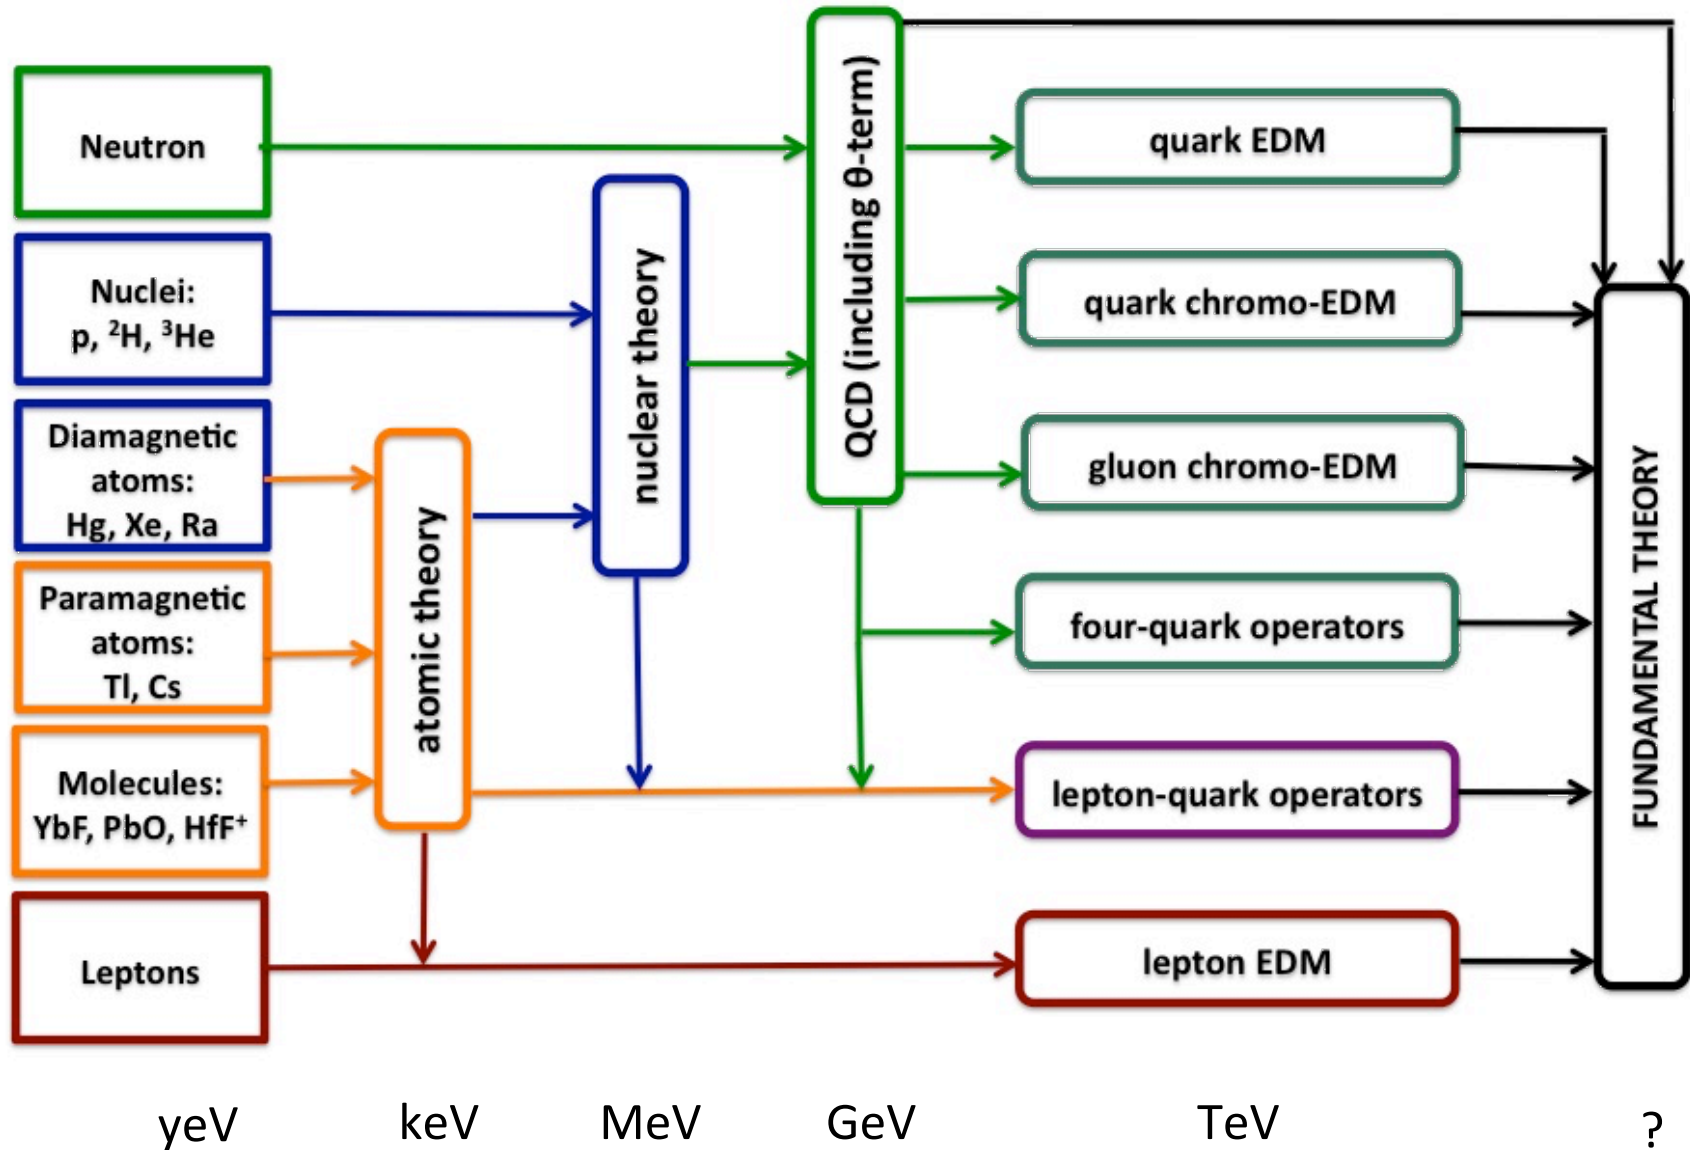 Neutron
Nuclei:
p, ²H, ³He
Diamagnetic
atoms:
Hg, Xe, Ra
Paramagnetic
atoms:
Tl, Cs
Molecules:
YbF, PbO, HfF⁺
Leptons
atomic theory
nuclear theory
QCD (including θ-term)
quark EDM
quark chromo-EDM
gluon chromo-EDM
four-quark operators
lepton-quark operators
lepton EDM
FUNDAMENTAL THEORY
yeV
keV
MeV
GeV
TeV
?